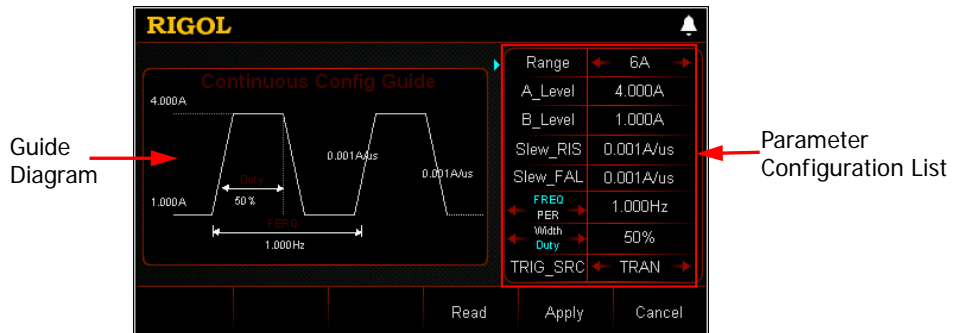 RIGOL
Continuous Config Guide
4.000A
0.001A/us
0.001A/us
Duty
50%
1.000A
FERQ
1.000Hz
Range 6A
A_Level 4.000A
B_Level 1.000A
Slew_RIS 0.001A/us
Slew_FAL 0.001A/us
FREQ
PER
1.000Hz
Width
Duty
50%
TRIG_SRC TRAN
Read Apply Cancel
Guide
Diagram
Parameter
Configuration List